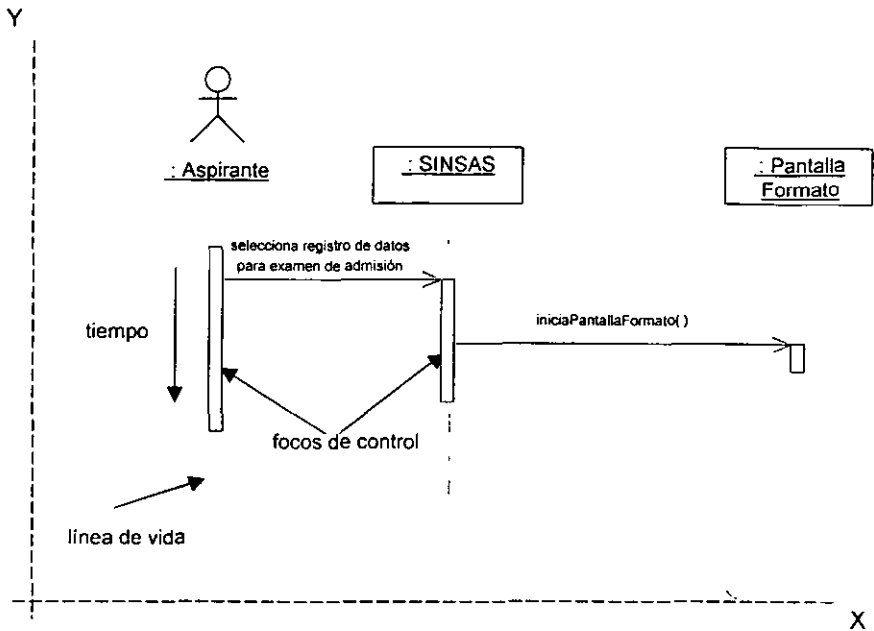 Y
: Aspirante
: SINSAS
: Pantalla
Formato
selecciona registro de datos
para examen de admisión
iniciaPantallaFormato( )
tiempo
focos de control
línea de vida
X